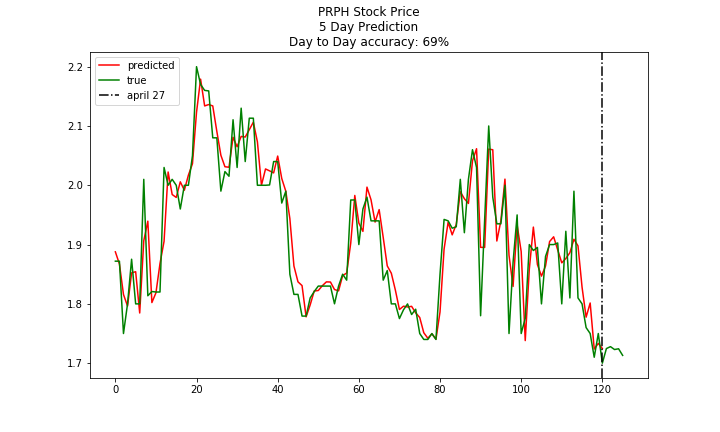 PRPH Stock Price
5 Day Prediction
Day to Day accuracy: 69%
predicted
true
april 27
2.2
2.1
2.0
1.9
1.8
1.7
0
20
40
60
80
100
120